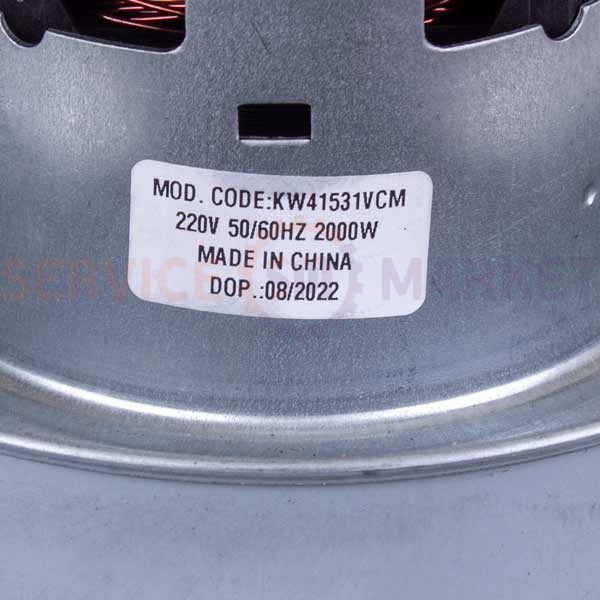 MOD. CODE:KW41531VCM
220V 50/60HZ 2000W
MADE IN CHINA
SERVICE MARKET
DOP.:08/2022